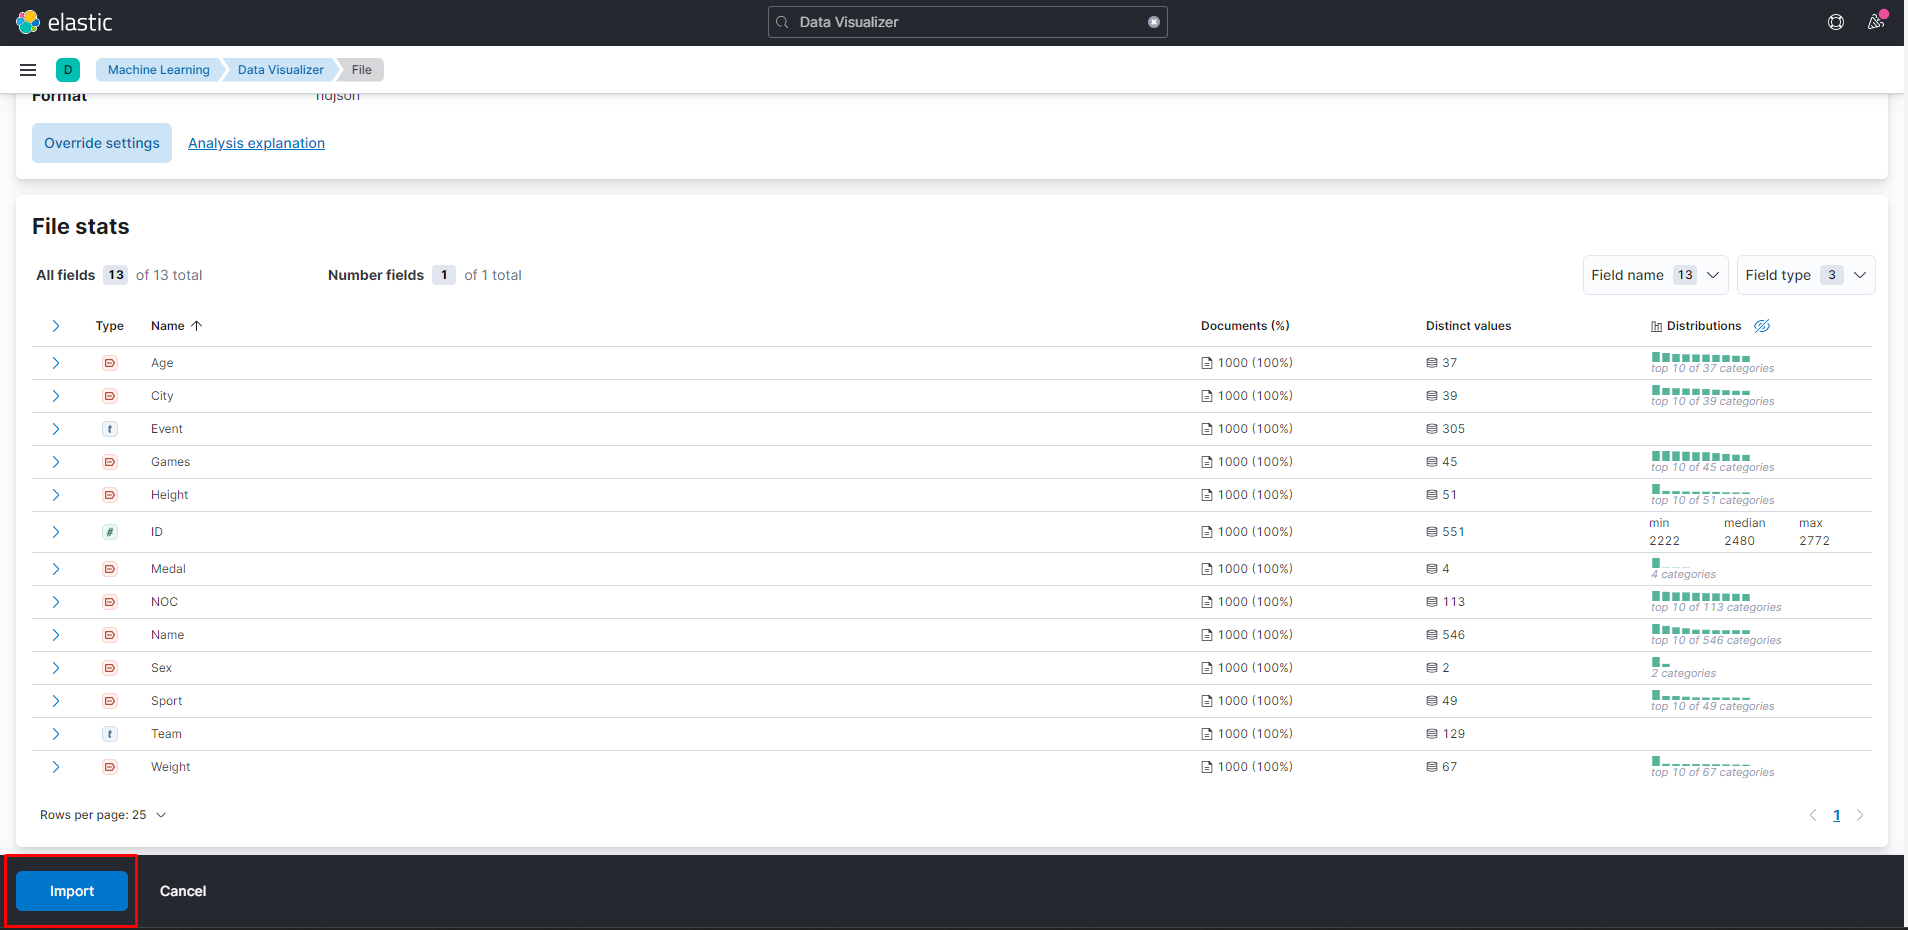 elastic
Data Visualizer
D
Machine Learning
Data Visualizer
File
Format ndjson
Override settings
Analysis explanation
File stats
All fields 13 of 13 total
Number fields 1 of 1 total
Field name 13
Field type 3
Type Name Documents (%) Distinct values Distributions
Age 1000 (100%) 37
top 10 of 37 categories
City 1000 (100%) 39
top 10 of 39 categories
t Event 1000 (100%) 305
Games 1000 (100%) 45
top 10 of 45 categories
Height 1000 (100%) 51
top 10 of 51 categories
min median max
# ID 1000 (100%) 551
2222 2480 2772
Medal 1000 (100%) 4
4 categories
NOC 1000 (100%) 113
top 10 of 113 categories
Name 1000 (100%) 546
top 10 of 546 categories
Sex 1000 (100%) 2
2 categories
Sport 1000 (100%) 49
top 10 of 49 categories
t Team 1000 (100%) 129
Weight 1000 (100%) 67
top 10 of 67 categories
Rows per page: 25
1
Import
Cancel